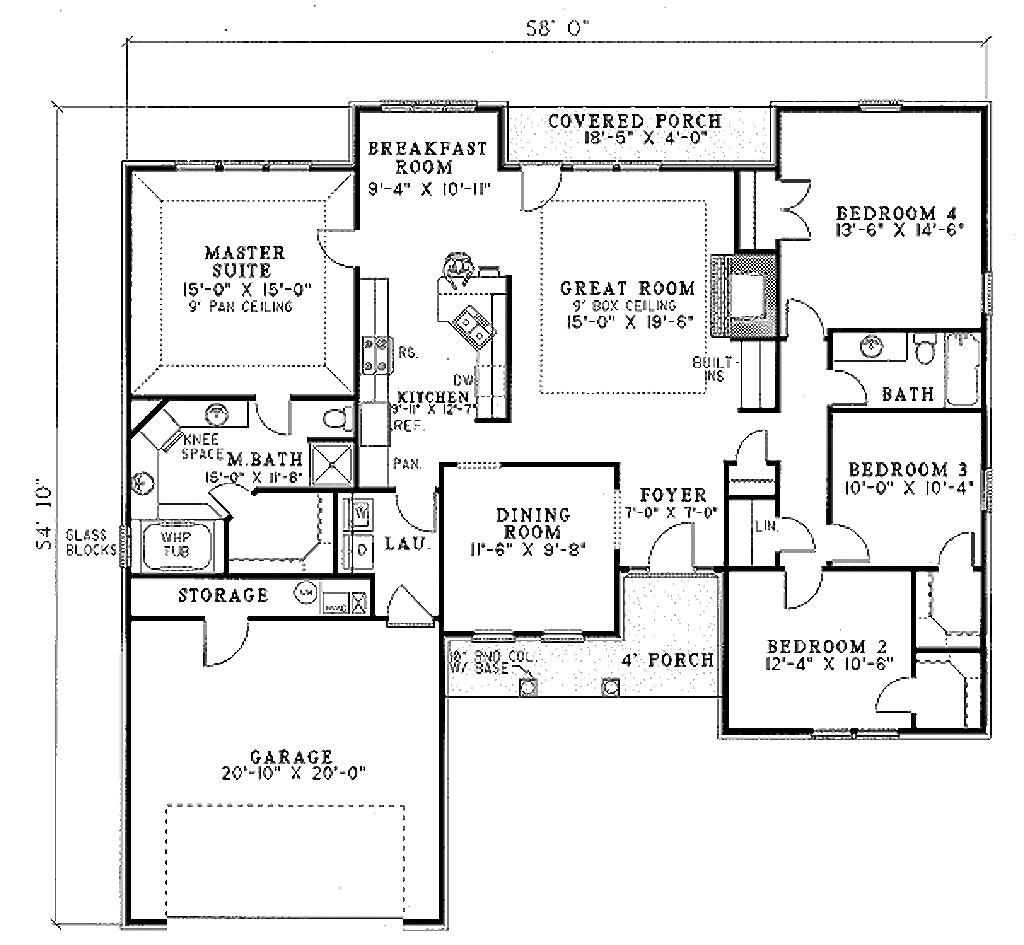 58' 0"
COVERED PORCH
18'-5" X 4'-0"
BREAKFAST
ROOM
9'-4" X 10'-11"
BEDROOM 4
13'-6" X 14'-6"
MASTER
SUITE
15'-0" X 15'-0"
9' PAN CEILING
GREAT ROOM
9' BOX CEILING
15'-0" X 19'-6"
RG.
BUILT-
INS
DW
KITCHEN
9'-11" X 12'-7"
REF.
BATH
KNEE
SPACE
M.BATH
15'-0" X 11'-8"
PAN.
BEDROOM 3
10'-0" X 10'-4"
FOYER
7'-0" X 7'-0"
54' 10"
GLASS
BLOCKS
WHP
TUB
W
D
LAU.
DINING
ROOM
11'-6" X 9'-8"
LIN.
STORAGE
WH
HVAC
BEDROOM 2
12'-4" X 10'-6"
COL.
W/ BASE
4' PORCH
GARAGE
20'-10" X 20'-0"